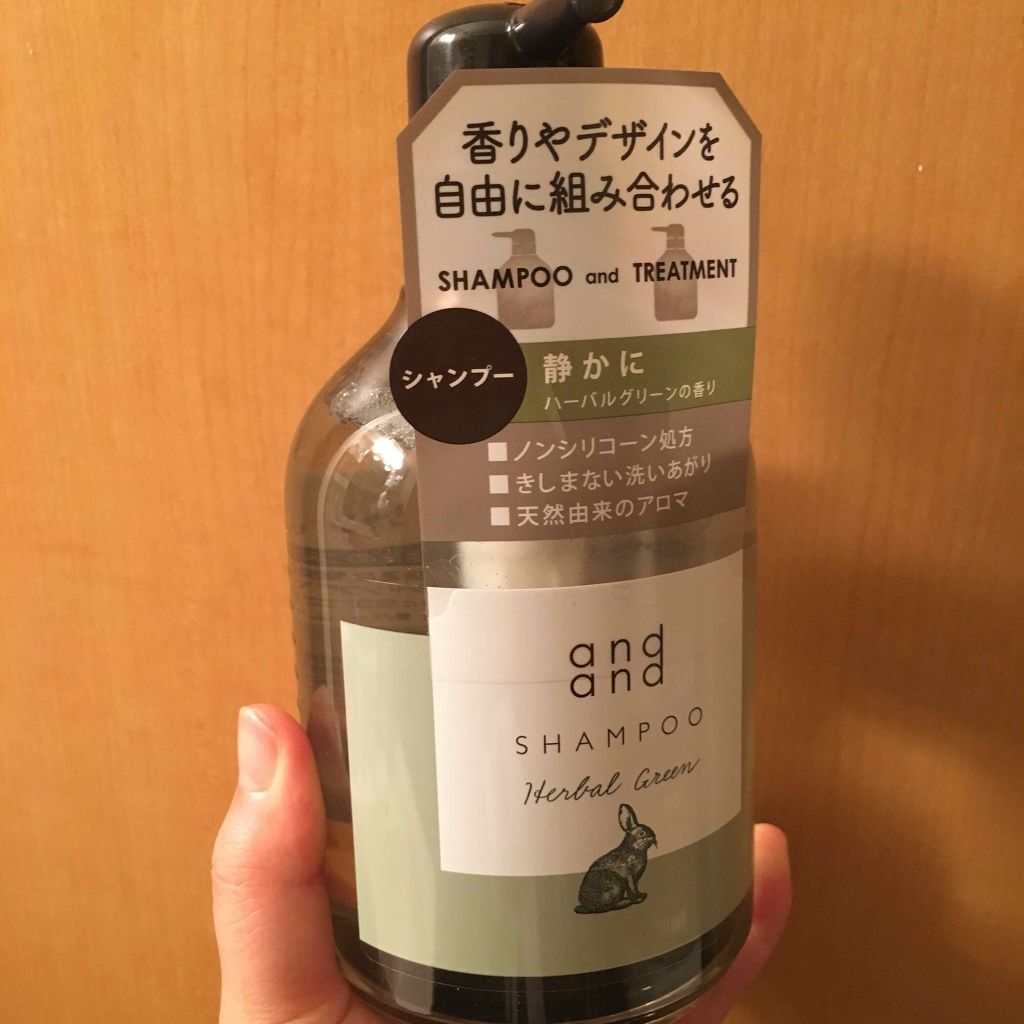 香りやデザインを
自由に組み合わせる
SHAMPOO and TREATMENT
シャンプー
静かに
ハーバルグリーンの香り
■ノンシリコーン処方
■きしまない洗いあがり
■天然由来のアロマ
and
and
SHAMPOO
Herbal Green